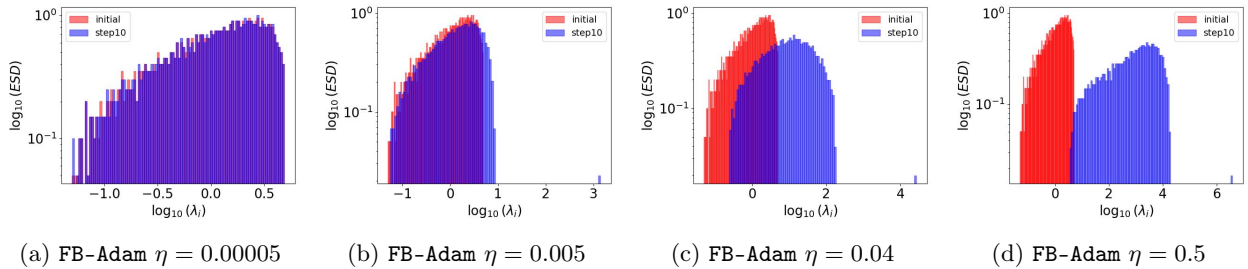 initial
step10
log₁₀ (ESD)
10⁰
10⁻¹
−1.0
−0.5
0.0
0.5
log₁₀ (λᵢ)
(a) FB-Adam η = 0.00005
initial
step10
log₁₀ (ESD)
10⁰
10⁻¹
−1
0
1
2
3
log₁₀ (λᵢ)
(b) FB-Adam η = 0.005
initial
step10
log₁₀ (ESD)
10⁰
10⁻¹
0
2
4
log₁₀ (λᵢ)
(c) FB-Adam η = 0.04
initial
step10
log₁₀ (ESD)
10⁰
10⁻¹
0
2
4
6
log₁₀ (λᵢ)
(d) FB-Adam η = 0.5